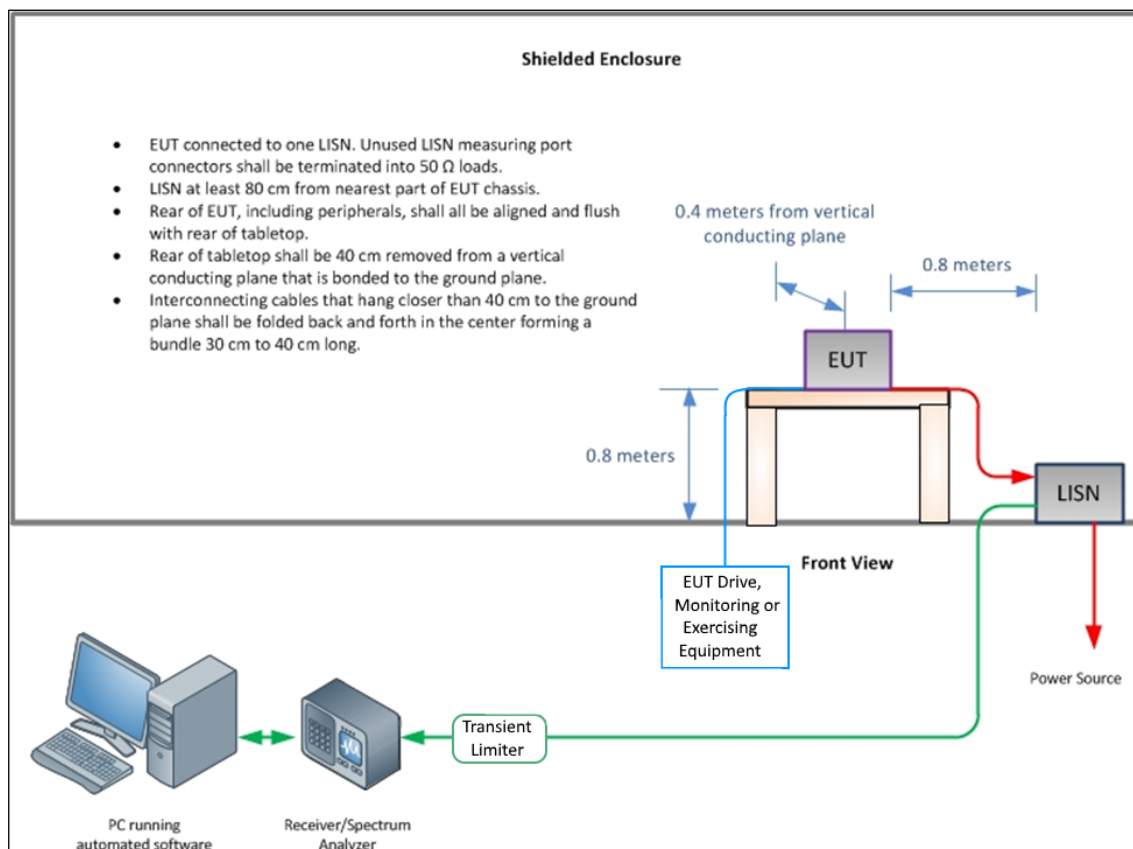 Shielded Enclosure
• EUT connected to one LISN. Unused LISN measuring port
connectors shall be terminated into 50 Ω loads.
• LISN at least 80 cm from nearest part of EUT chassis.
• Rear of EUT, including peripherals, shall all be aligned and flush
with rear of tabletop.
• Rear of tabletop shall be 40 cm removed from a vertical
conducting plane that is bonded to the ground plane.
• Interconnecting cables that hang closer than 40 cm to the ground
plane shall be folded back and forth in the center forming a
bundle 30 cm to 40 cm long.
0.4 meters from vertical
conducting plane
0.8 meters
EUT
0.8 meters
LISN
Front View
EUT Drive,
Monitoring or
Exercising
Equipment
Power Source
Transient
Limiter
PC running
automated software
Receiver/Spectrum
Analyzer